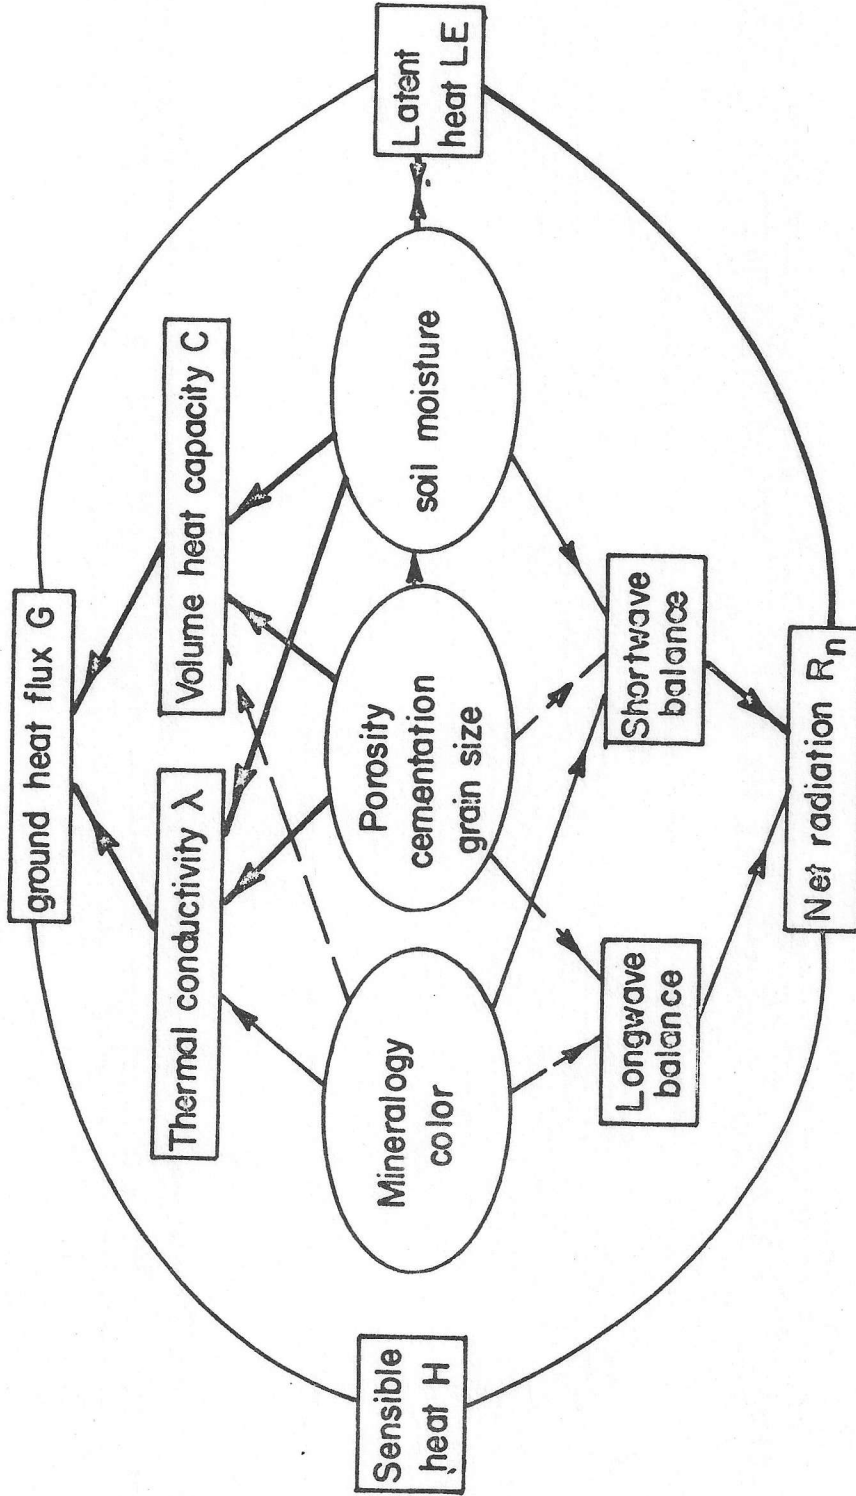 ground heat flux G
Thermal conductivity λ
Volume heat capacity C
Sensible
heat H
Mineralogy
color
Porosity
cementation
grain size
soil moisture
Latent
heat LE
Longwave
balance
Shortwave
balance
Net radiation Rn